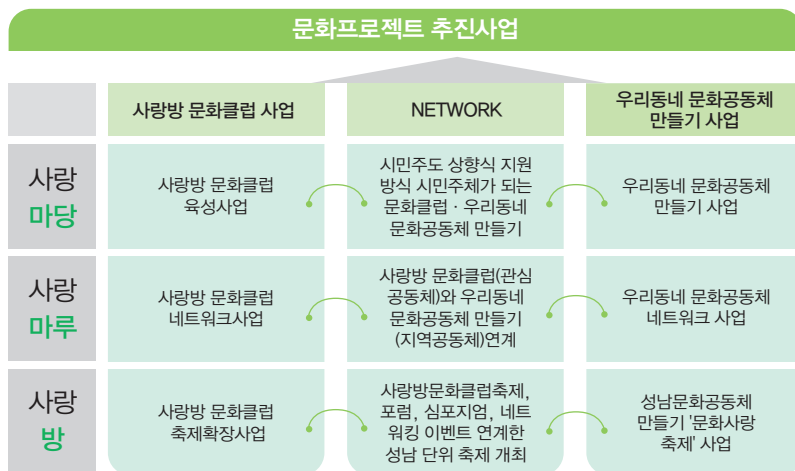 문화프로젝트 추진사업
사랑방 문화클럽 사업
NETWORK
우리동네 문화공동체
만들기 사업
사랑
마당
사랑방 문화클럽
육성사업
시민주도 상향식 지원
방식 시민주체가 되는
문화클럽 · 우리동네
문화공동체 만들기
우리동네 문화공동체
만들기 사업
사랑
마루
사랑방 문화클럽
네트워크사업
사랑방 문화클럽(관심
공동체)와 우리동네
문화공동체 만들기
(지역공동체)연계
우리동네 문화공동체
네트워크 사업
사랑
방
사랑방 문화클럽
축제확장사업
사랑방문화클럽축제,
포럼, 심포지엄, 네트
워킹 이벤트 연계한
성남 단위 축제 개최
성남문화공동체
만들기 '문화사랑
축제' 사업